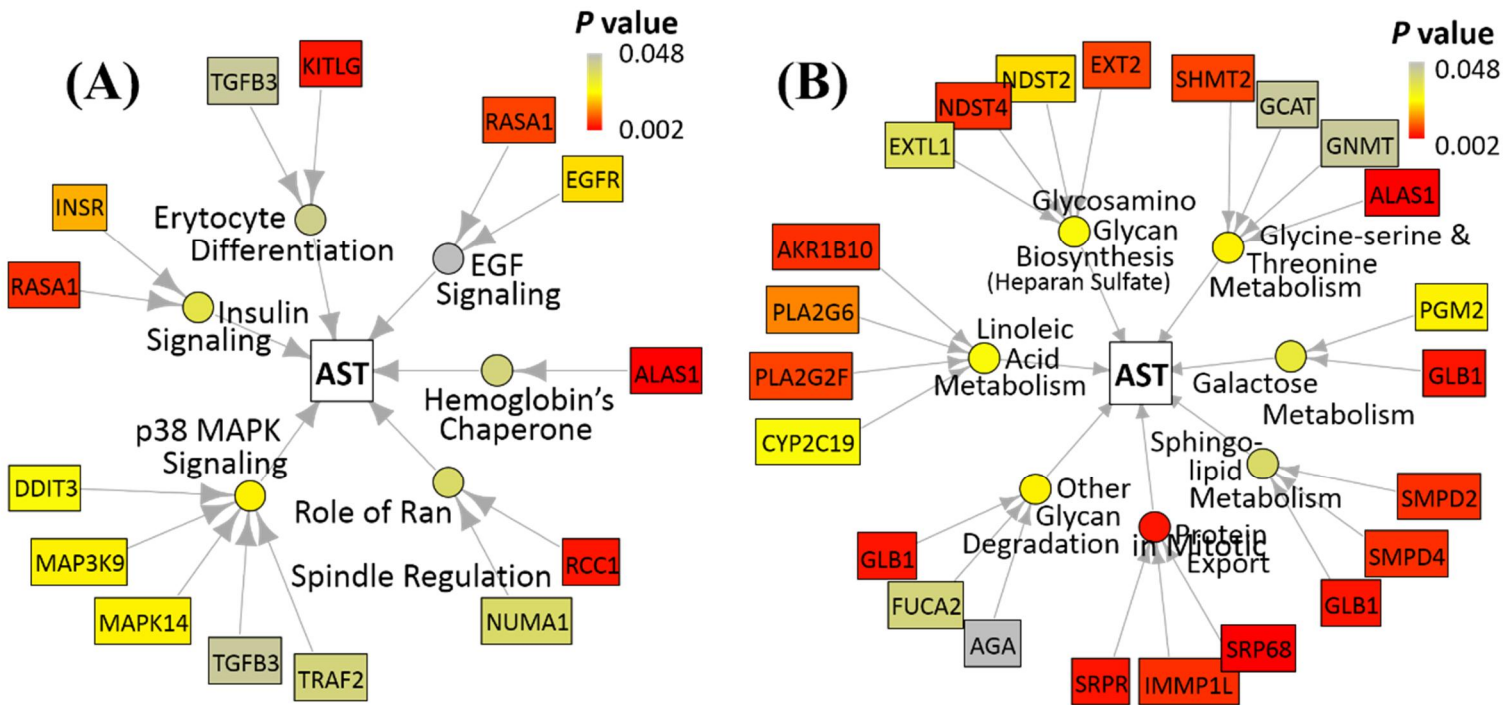 (A)
P value
0.048
0.002
TGFB3
KITLG
RASA1
EGFR
INSR
RASA1
Erytocyte
Differentiation
EGF
Signaling
Insulin
Signaling
AST
ALAS1
Hemoglobin's
Chaperone
p38 MAPK
Signaling
DDIT3
MAP3K9
MAPK14
TGFB3
TRAF2
Role of Ran
Spindle Regulation
RCC1
NUMA1
(B)
P value
0.048
0.002
EXTL1
NDST4
NDST2
EXT2
SHMT2
GCAT
GNMT
ALAS1
Glycosamino
Glycan
Biosynthesis
(Heparan Sulfate)
Glycine-serine &
Threonine
Metabolism
AKR1B10
PLA2G6
PLA2G2F
CYP2C19
Linoleic
Acid
Metabolism
AST
PGM2
GLB1
Galactose
Metabolism
Sphingo-
lipid
Metabolism
SMPD2
SMPD4
GLB1
Other
Glycan
Degradation
GLB1
FUCA2
AGA
Protein
in Mitotic
Export
SRPR
IMMP1L
SRP68